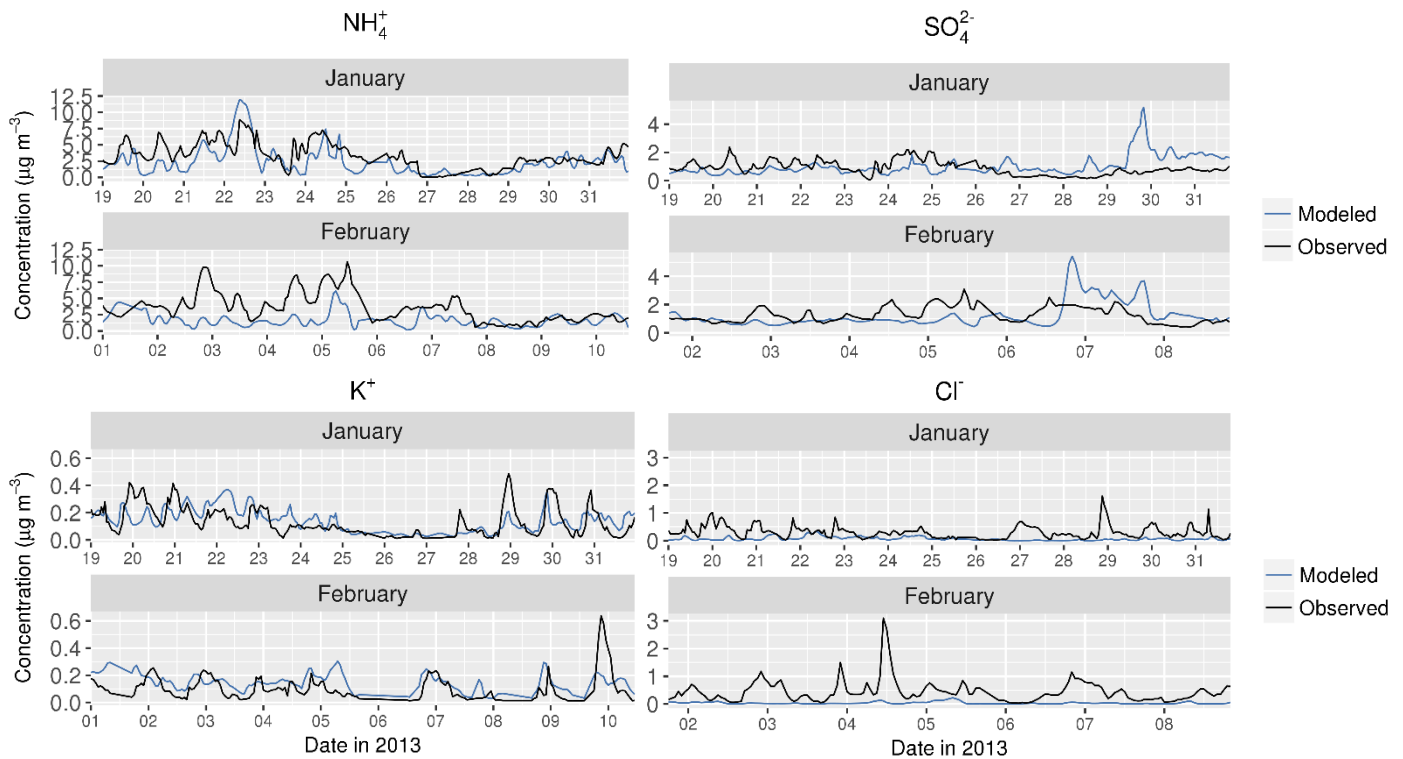 NH₄⁺
January
Concentration (µg m⁻³)
12.5
10.0
7.5
5.0
2.5
0.0
19 20 21 22 23 24 25 26 27 28 29 30 31
February
12.5
10.0
7.5
5.0
2.5
0.0
01 02 03 04 05 06 07 08 09 10
SO₄²⁻
January
4
2
0
19 20 21 22 23 24 25 26 27 28 29 30 31
February
4
2
0
02 03 04 05 06 07 08
Modeled
Observed
K⁺
January
Concentration (µg m⁻³)
0.6
0.4
0.2
0.0
19 20 21 22 23 24 25 26 27 28 29 30 31
February
0.6
0.4
0.2
0.0
01 02 03 04 05 06 07 08 09 10
Date in 2013
Cl⁻
January
3
2
1
0
19 20 21 22 23 24 25 26 27 28 29 30 31
February
3
2
1
0
02 03 04 05 06 07 08
Date in 2013
Modeled
Observed